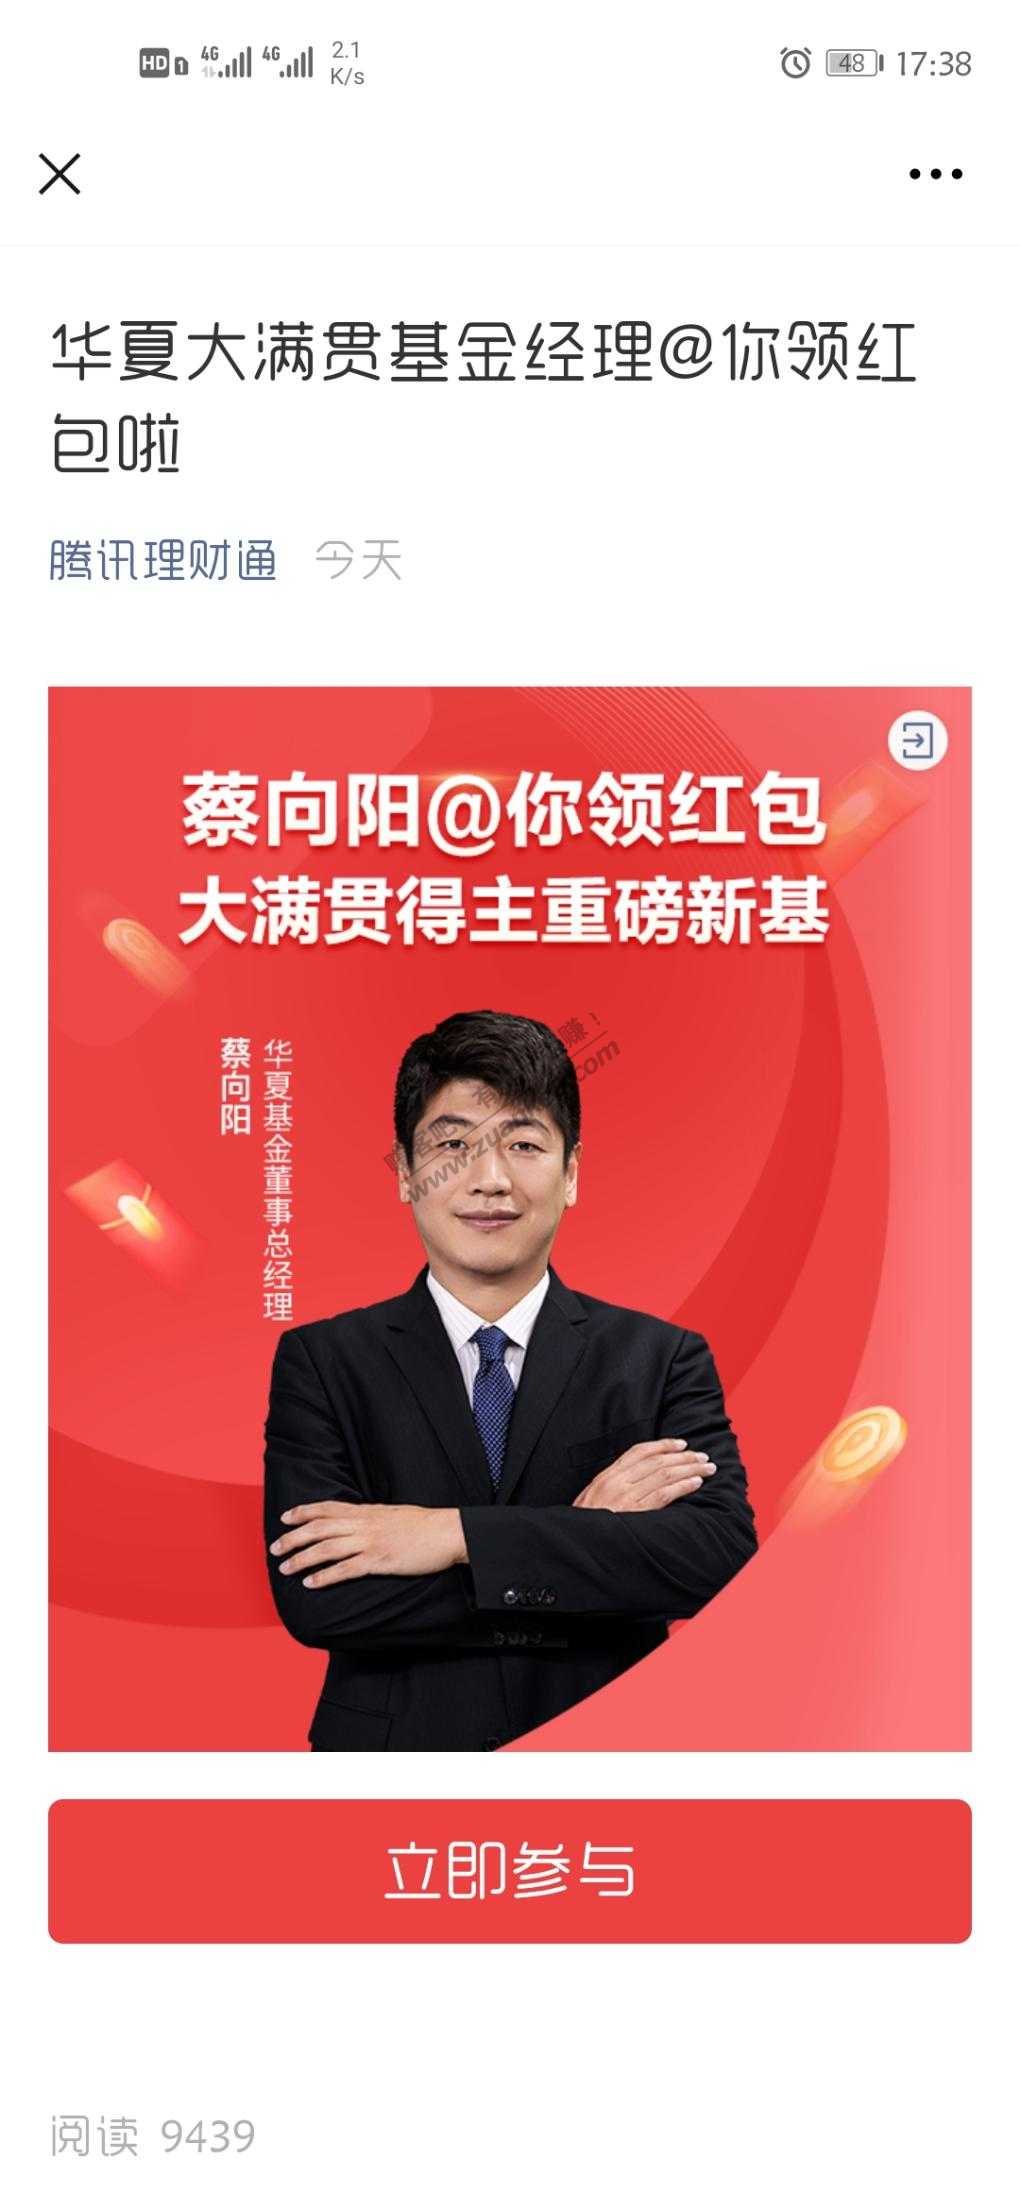 HD 1 4G 4G 2.1 K/s 48 17:38
华夏大满贯基金经理@你领红
包啦
腾讯理财通 今天
蔡向阳@你领红包
大满贯得主重磅新基
华夏基金董事总经理
蔡向阳
立即参与
阅读 9439